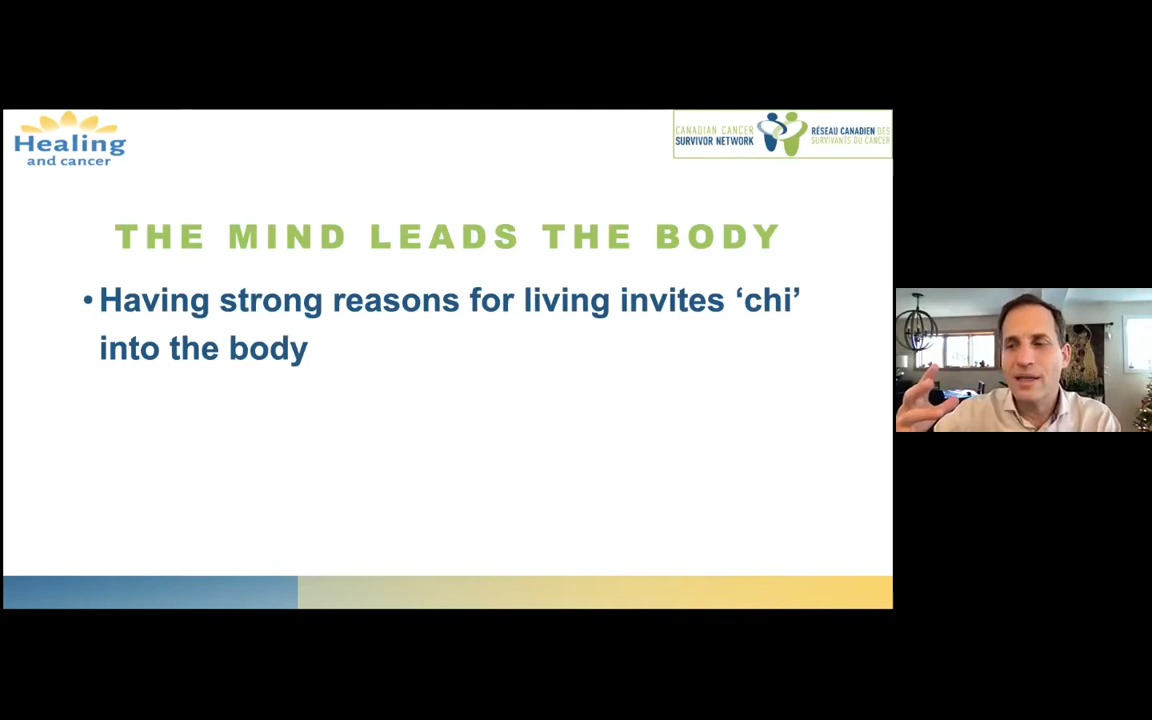 Healing
and cancer
CANADIAN CANCER
SURVIVOR NETWORK
RÉSEAU CANADIEN DES
SURVIVANTS DU CANCER
THE MIND LEADS THE BODY
• Having strong reasons for living invites ‘chi’
into the body